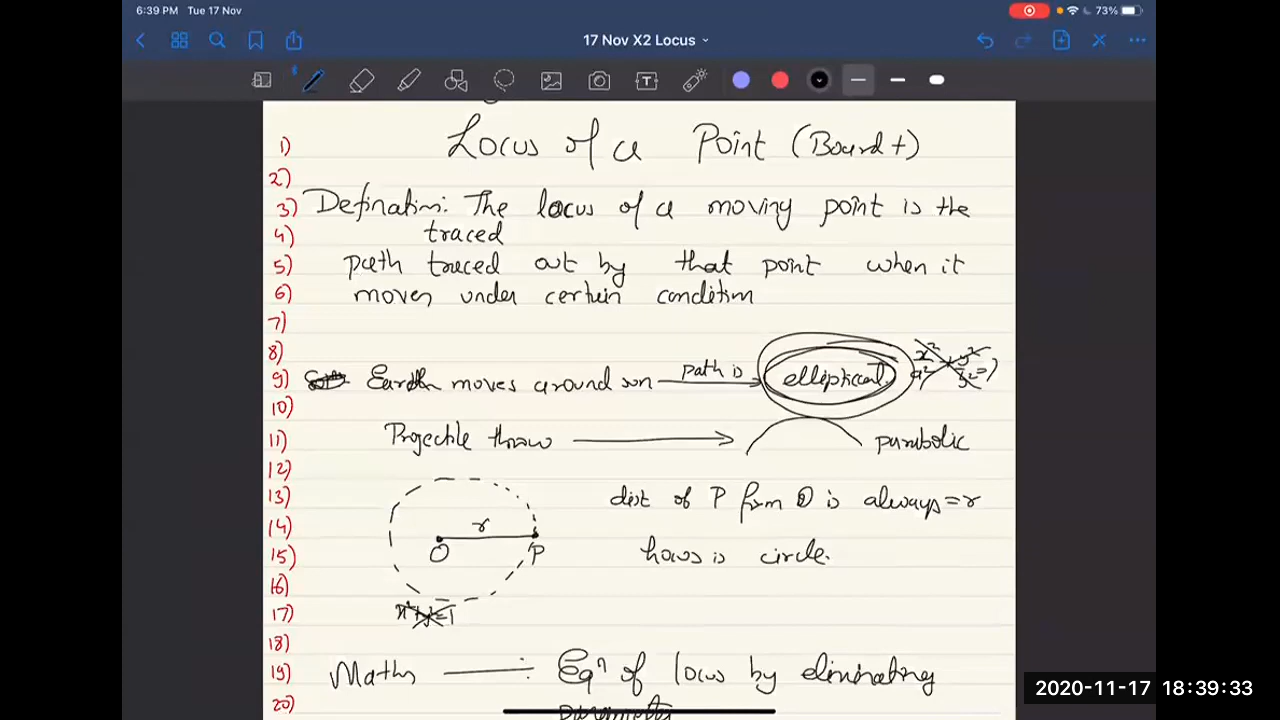 6:39 PM Tue 17 Nov
73%
17 Nov X2 Locus
1) Locus of a Point (Board+)
2)
3) Defination: The locus of a moving point is the
4) traced
5) path traced out by that point when it
6) moves under certain condition
7)
8)
9) Earth moves around sun path is elliptical.
10)
11) Projectile throw parabolic
12)
13) dist of P from O is always = r
14) r
15) O P is circle.
16)
17)
18)
19) Maths : Eqⁿ of locus by eliminating
20) parameter
2020-11-17 18:39:33